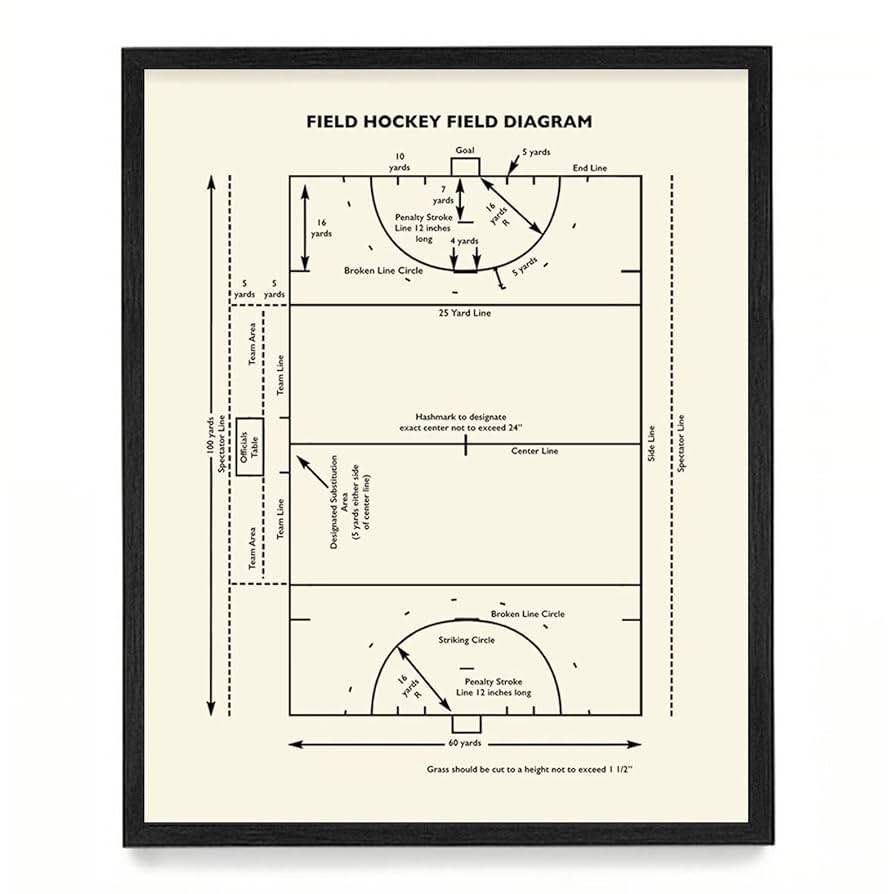 FIELD HOCKEY FIELD DIAGRAM
Goal
5 yards
10
yards
End Line
7
yards
16
yards
R
16
yards
Penalty Stroke
Line 12 inches
long
4 yards
5 yards
Broken Line Circle
5
yards
5
yards
25 Yard Line
Team Area
Team Line
Hashmark to designate
exact center not to exceed 24"
100 yards
Spectator Line
Officials
Table
Center Line
Side Line
Spectator Line
Designated Substitution
Area
(5 yards either side
of center line)
Team Line
Team Area
Broken Line Circle
Striking Circle
16
yards
R
Penalty Stroke
Line 12 inches long
60 yards
Grass should be cut to a height not to exceed 1 1/2"